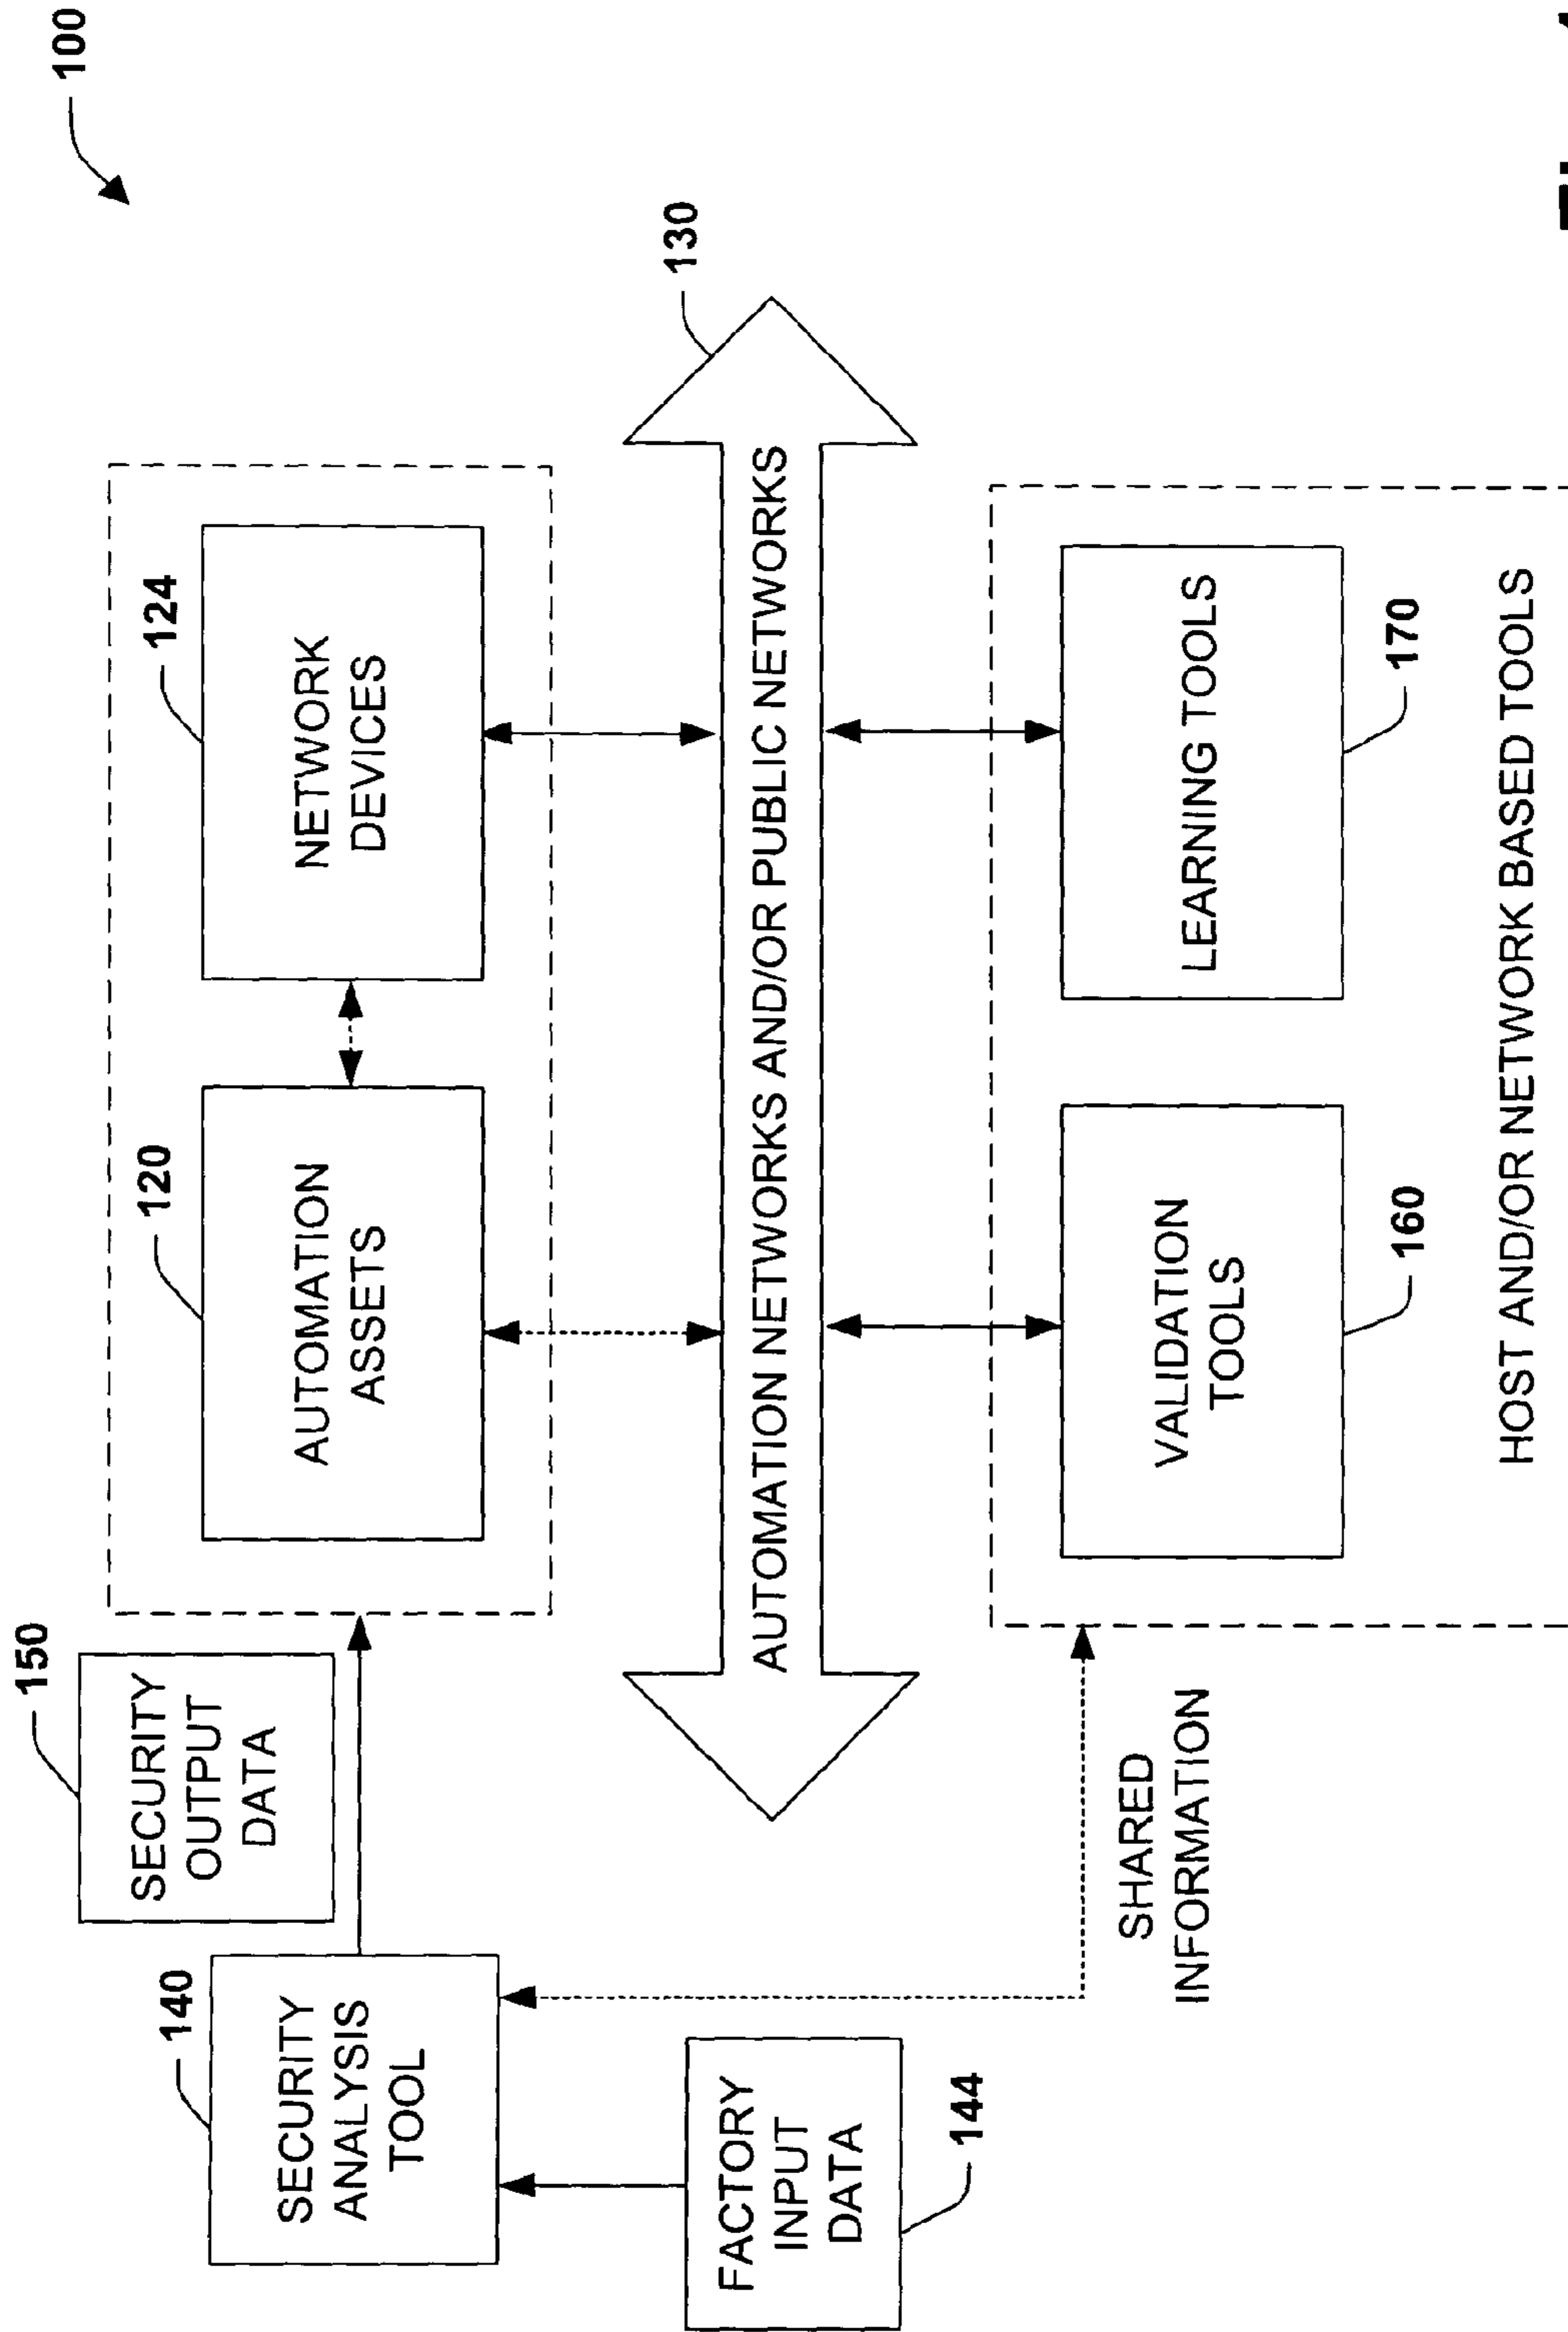 100
150
SECURITY
OUTPUT
DATA
140
SECURITY
ANALYSIS
TOOL
120
AUTOMATION
ASSETS
124
NETWORK
DEVICES
130
AUTOMATION NETWORKS AND/OR PUBLIC NETWORKS
FACTORY
INPUT
DATA
144
SHARED
INFORMATION
VALIDATION
TOOLS
160
LEARNING TOOLS
170
HOST AND/OR NETWORK BASED TOOLS